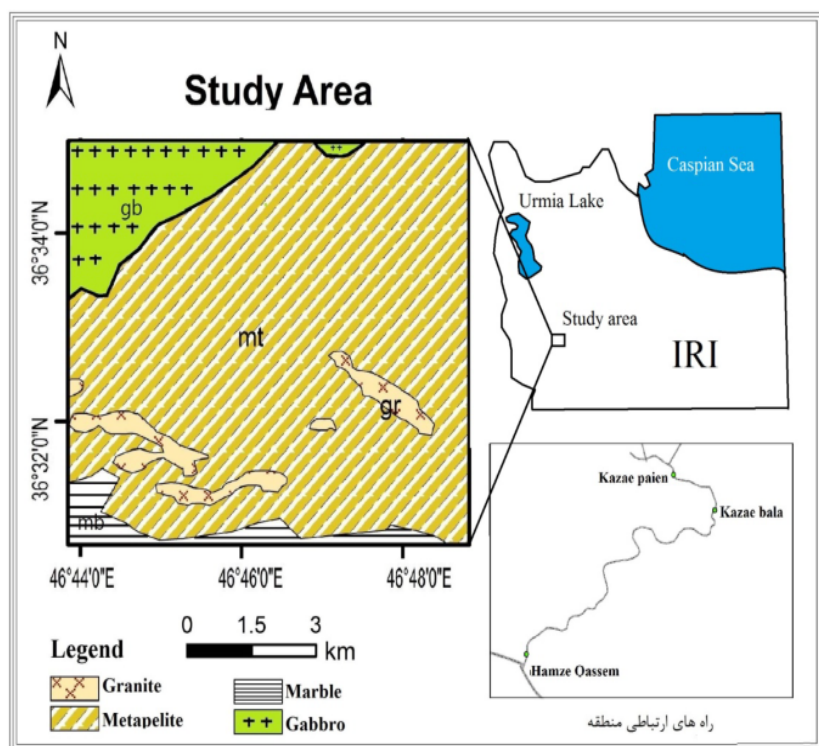 N
Study Area
gb
mt
gr
mb
36°34'0"N
36°32'0"N
46°44'0"E
46°46'0"E
46°48'0"E
0 1.5 3
km
Legend
Granite
Metapelite
Marble
Gabbro
Caspian Sea
Urmia Lake
Study area
IRI
Kazae paien
Kazae bala
Hamze Qassem
راه های ارتباطی منطقه